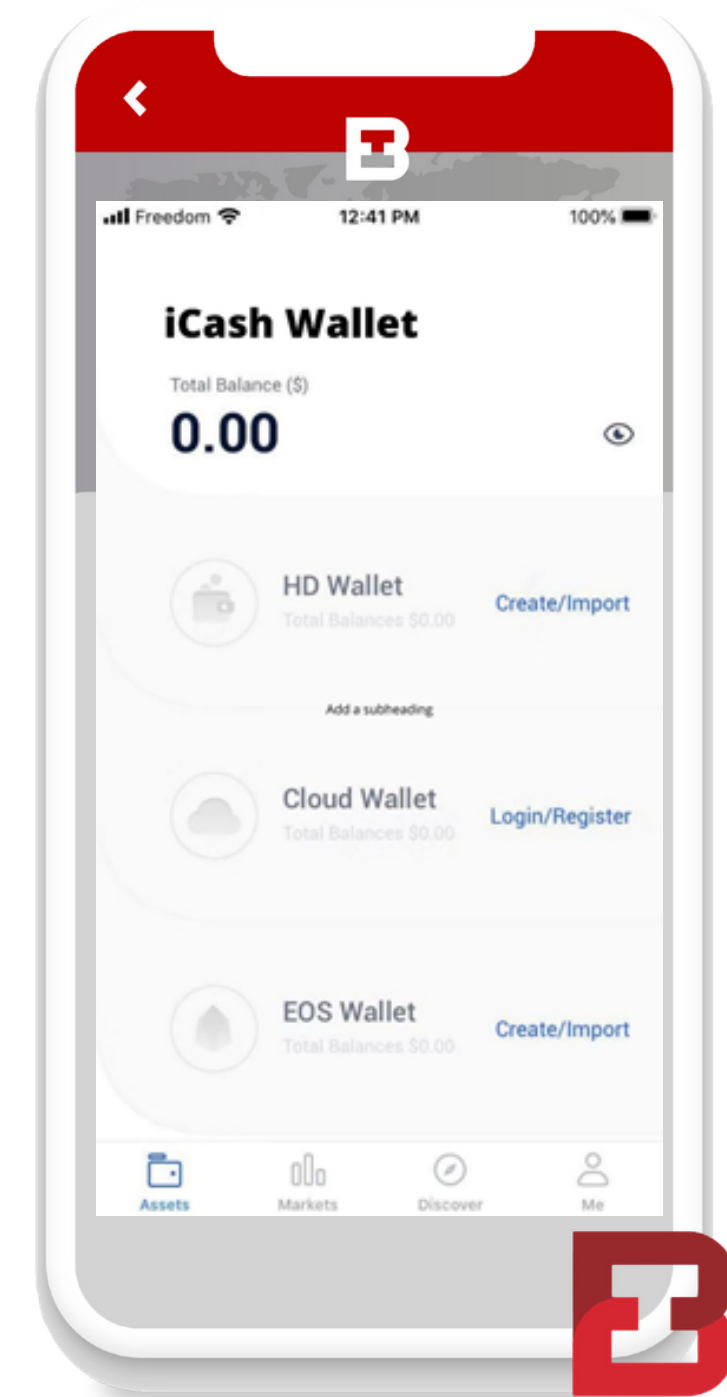 Freedom 12:41 PM 100%
iCash Wallet
Total Balance ($)
0.00
HD Wallet
Total Balances $0.00
Create/Import
Add a subheading
Cloud Wallet
Total Balances $0.00
Login/Register
EOS Wallet
Total Balances $0.00
Create/Import
Assets Markets Discover Me